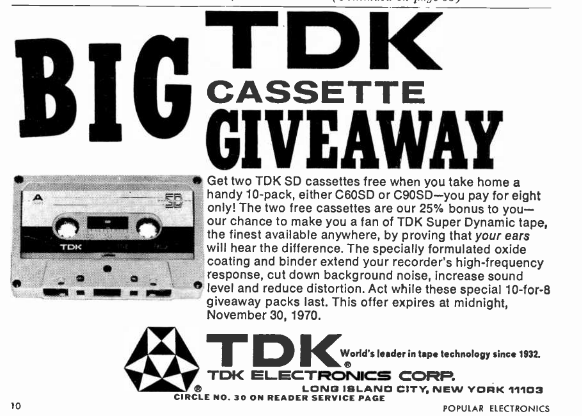 (Continued on page 92)
BIG TDK
CASSETTE
GIVEAWAY
Get two TDK SD cassettes free when you take home a
handy 10-pack, either C60SD or C90SD—you pay for eight
only! The two free cassettes are our 25% bonus to you—
our chance to make you a fan of TDK Super Dynamic tape,
the finest available anywhere, by proving that your ears
will hear the difference. The specially formulated oxide
coating and binder extend your recorder's high-frequency
response, cut down background noise, increase sound
level and reduce distortion. Act while these special 10-for-8
giveaway packs last. This offer expires at midnight,
November 30, 1970.
A
SD
TDK
TDK® World's leader in tape technology since 1932.
® TDK ELECTRONICS CORP.
LONG ISLAND CITY, NEW YORK 11103
CIRCLE NO. 30 ON READER SERVICE PAGE
10
POPULAR ELECTRONICS